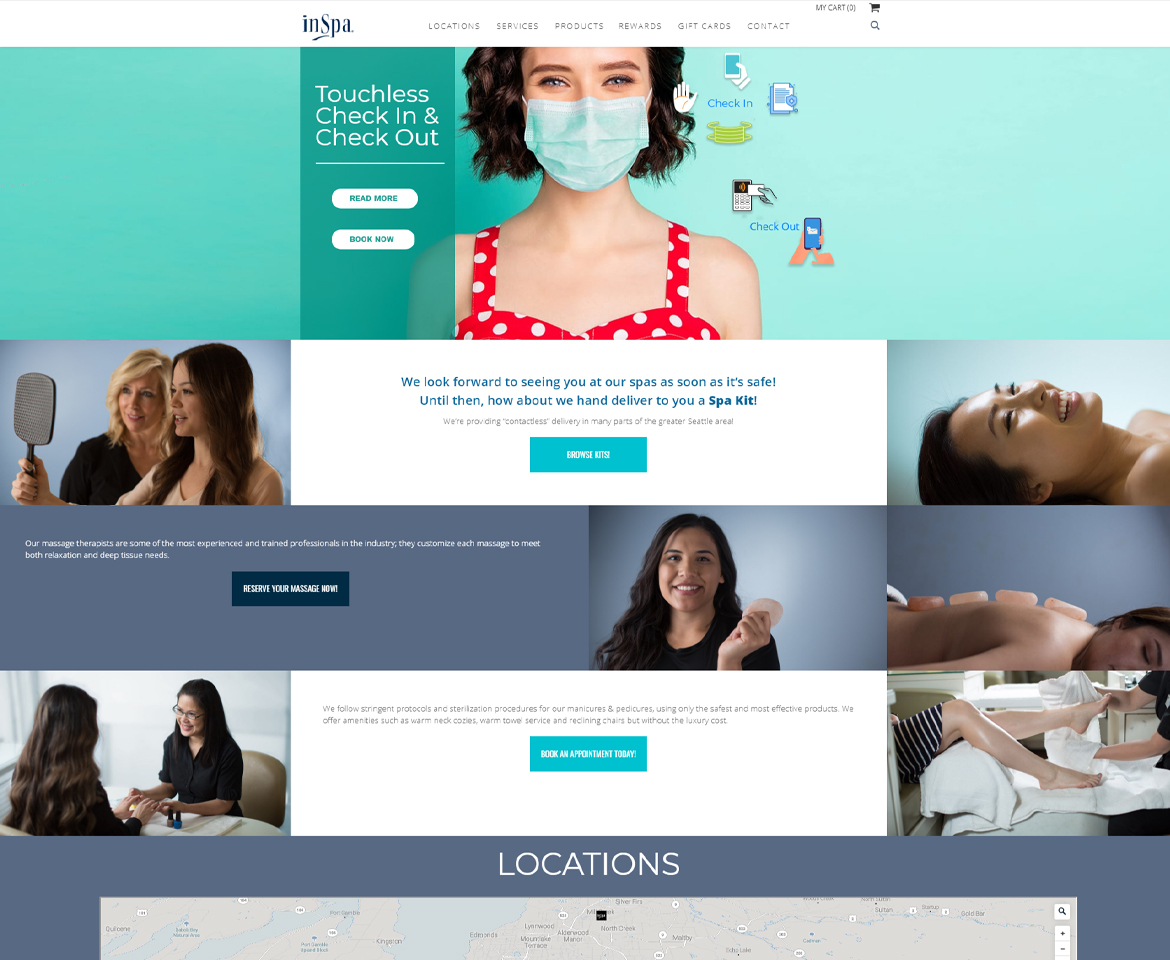 MY CART (0)
inSpa
LOCATIONS SERVICES PRODUCTS REWARDS GIFT CARDS CONTACT
Touchless
Check In &
Check Out
READ MORE
BOOK NOW
Check In
Check Out
We look forward to seeing you at our spas as soon as it's safe!
Until then, how about we hand deliver to you a Spa Kit!
We're providing "contactless" delivery in many parts of the greater Seattle area!
BROWSE KITS!
Our massage therapists are some of the most experienced and trained professionals in the industry; they customize each massage to meet
both relaxation and deep tissue needs.
RESERVE YOUR MASSAGE NOW!
We follow stringent protocols and sterilization procedures for our manicures & pedicures, using only the safest and most effective products. We
offer amenities such as warm neck cozies, warm towel service and reclining chairs but without the luxury cost.
BOOK AN APPOINTMENT TODAY!
LOCATIONS
Silver Firs
Port Gamble
Sultan
Startup
Gold Bar
Quilcene
Kingston
Edmonds
Lynnwood
Alderwood
Manor
North Creek
Mountlake
Terrace
Maltby
Echo Lake
+
−